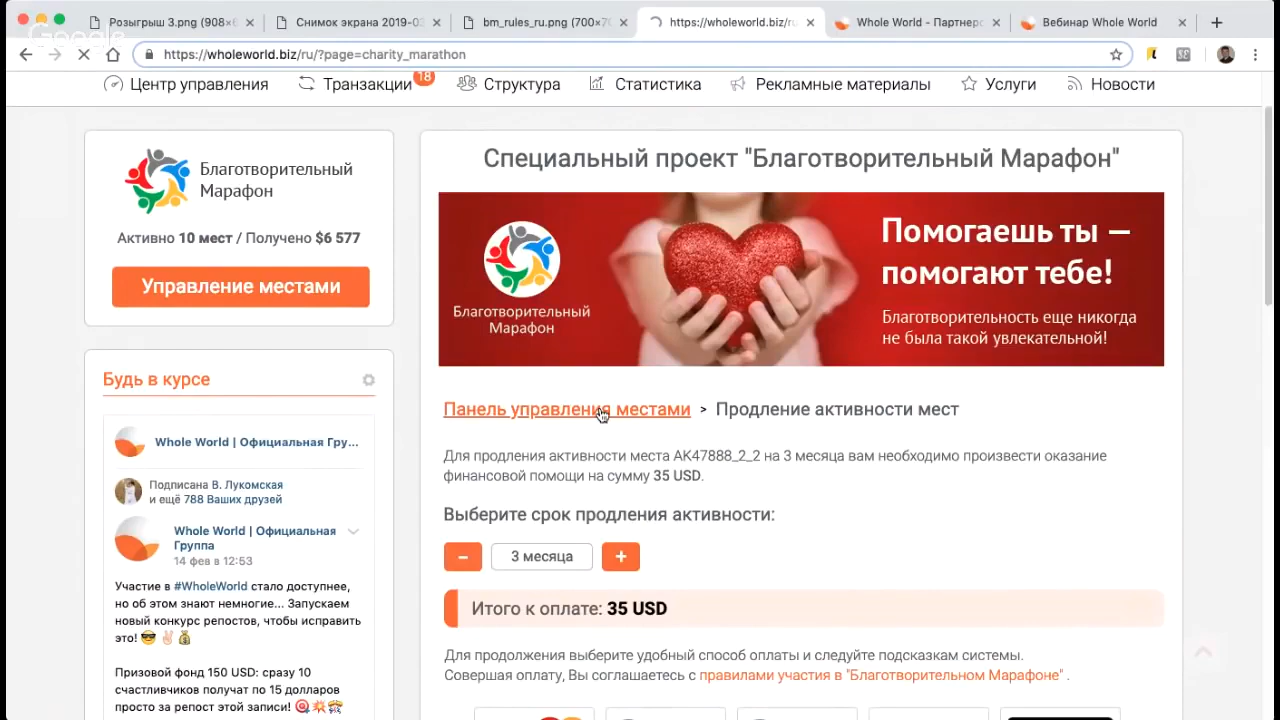 Розыгрыш 3.png (908×6
Снимок экрана 2019-03
bm_rules_ru.png (700×70
https://wholeworld.biz/ru
Whole World - Партнерс
Вебинар Whole World
Google
https://wholeworld.biz/ru/?page=charity_marathon
Центр управления
Транзакции
18
Структура
Статистика
Рекламные материалы
Услуги
Новости
Благотворительный
Марафон
Активно 10 мест / Получено $6 577
Управление местами
Будь в курсе
Whole World | Официальная Гру...
Подписана В. Лукомская
и ещё 788 Ваших друзей
Whole World | Официальная
Группа
14 фев в 12:53
Участие в #WholeWorld стало доступнее,
но об этом знают немногие... Запускаем
новый конкурс репостов, чтобы исправить
это! 😎 ✌🏻 💰
Призовой фонд 150 USD: сразу 10
счастливчиков получат по 15 долларов
просто за репост этой записи!
Специальный проект "Благотворительный Марафон"
Благотворительный
Марафон
Помогаешь ты —
помогают тебе!
Благотворительность еще никогда
не была такой увлекательной!
Панель управления местами > Продление активности мест
Для продления активности места AK47888_2_2 на 3 месяца вам необходимо произвести оказание
финансовой помощи на сумму 35 USD.
Выберите срок продления активности:
– 3 месяца +
Итого к оплате: 35 USD
Для продолжения выберите удобный способ оплаты и следуйте подсказкам системы.
Совершая оплату, Вы соглашаетесь с правилами участия в "Благотворительном Марафоне" .